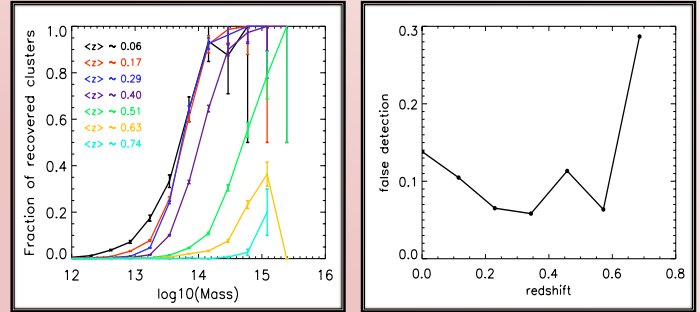 1.0
0.8
0.6
0.4
0.2
0.0
Fraction of recovered clusters
<z> ~ 0.06
<z> ~ 0.17
<z> ~ 0.29
<z> ~ 0.40
<z> ~ 0.51
<z> ~ 0.63
<z> ~ 0.74
12 13 14 15 16
log10(Mass)
0.3
0.2
0.1
0.0
false detection
0.0 0.2 0.4 0.6 0.8
redshift